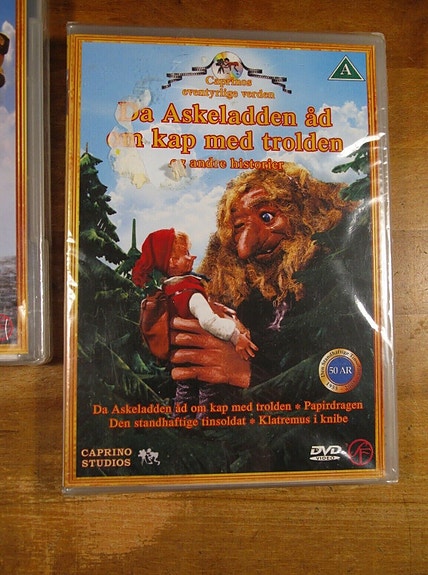 Caprinos
eventyrlige verden
A
Da Askeladden åd
om kap med trolden
og andre historier
50 ÅR
Da Askeladden åd om kap med trolden * Papirdragen
Den standhaftige tinsoldat * Klatremus i knibe
CAPRINO
STUDIOS
DVD
VIDEO